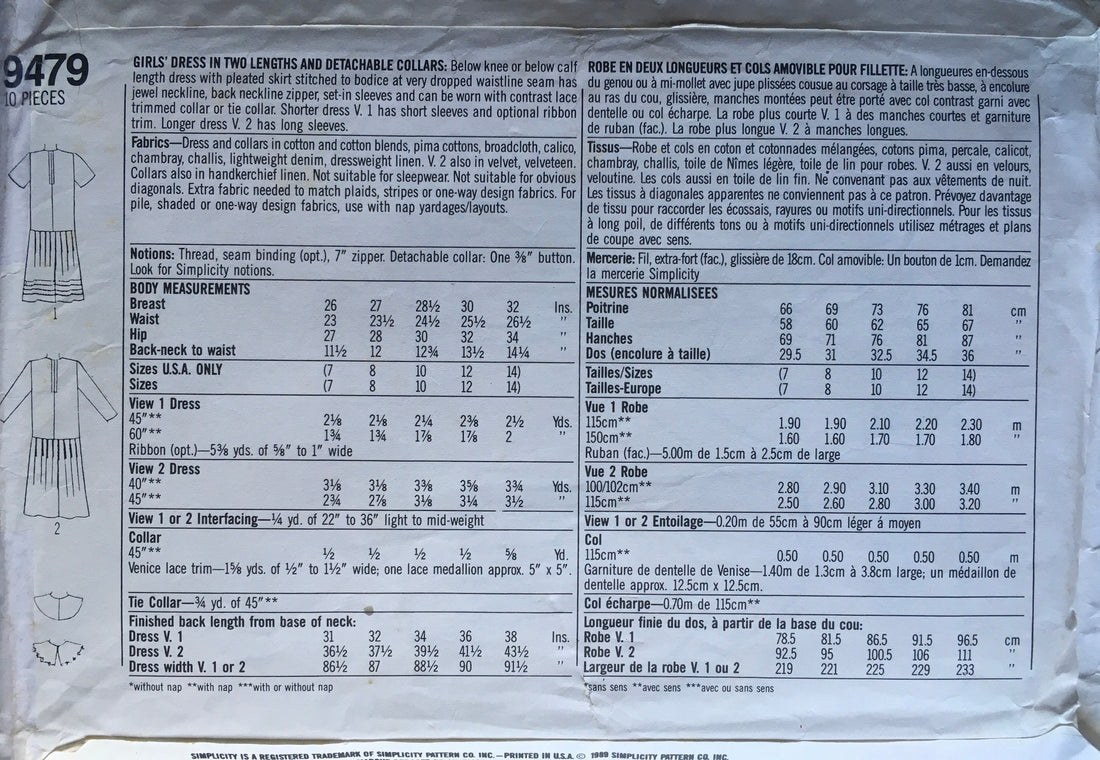 9479
10 PIECES
1
2
GIRLS' DRESS IN TWO LENGTHS AND DETACHABLE COLLARS: Below knee or below calf
length dress with pleated skirt stitched to bodice at very dropped waistline seam has
jewel neckline, back neckline zipper, set-in sleeves and can be worn with contrast lace
trimmed collar or tie collar. Shorter dress V. 1 has short sleeves and optional ribbon
trim. Longer dress V. 2 has long sleeves.
Fabrics—Dress and collars in cotton and cotton blends, pima cottons, broadcloth, calico,
chambray, challis, lightweight denim, dressweight linen. V. 2 also in velvet, velveteen.
Collars also in handkerchief linen. Not suitable for sleepwear. Not suitable for obvious
diagonals. Extra fabric needed to match plaids, stripes or one-way design fabrics. For
pile, shaded or one-way design fabrics, use with nap yardages/layouts.
Notions: Thread, seam binding (opt.), 7" zipper. Detachable collar: One ⅜" button.
Look for Simplicity notions.
BODY MEASUREMENTS
Breast 26 27 28½ 30 32 Ins.
Waist 23 23½ 24½ 25½ 26½ "
Hip 27 28 30 32 34 "
Back-neck to waist 11½ 12 12¾ 13½ 14¼ "
Sizes U.S.A. ONLY (7 8 10 12 14)
Sizes (7 8 10 12 14)
View 1 Dress
45"** 2⅛ 2⅛ 2¼ 2⅜ 2½ Yds.
60"** 1¾ 1¾ 1⅞ 1⅞ 2 "
Ribbon (opt.)—5⅜ yds. of ⅝" to 1" wide
View 2 Dress
40"** 3⅛ 3⅛ 3⅜ 3⅝ 3¾ Yds.
45"** 2¾ 2⅞ 3⅛ 3¼ 3½ "
View 1 or 2 Interfacing—¼ yd. of 22" to 36" light to mid-weight
Collar
45"** ½ ½ ½ ½ ⅝ Yd.
Venice lace trim—1⅝ yds. of ½" to 1½" wide; one lace medallion approx. 5" x 5".
Tie Collar—¾ yd. of 45"**
Finished back length from base of neck:
Dress V. 1 31 32 34 36 38 Ins.
Dress V. 2 36½ 37½ 39½ 41½ 43½ "
Dress width V. 1 or 2 86½ 87 88½ 90 91½ "
*without nap **with nap ***with or without nap
ROBE EN DEUX LONGUEURS ET COLS AMOVIBLE POUR FILLETTE: A longueures en-dessous
du genou ou à mi-mollet avec jupe plissées cousue au corsage à taille très basse, à encolure
au ras du cou, glissière, manches montées peut être porté avec col contrast garni avec
dentelle ou col écharpe. La robe plus courte V. 1 à des manches courtes et garniture
de ruban (fac.). La robe plus longue V. 2 à manches longues.
Tissus—Robe et cols en coton et cotonnades mélangées, cotons pima, percale, calicot,
chambray, challis, toile de Nîmes légère, toile de lin pour robes. V. 2 aussi en velours,
veloutine. Les cols aussi en toile de lin fin. Ne convenant pas aux vêtements de nuit.
Les tissus à diagonales apparentes ne conviennent pas à ce patron. Prévoyez davantage
de tissu pour raccorder les écossais, rayures ou motifs uni-directionnels. Pour les tissus
à long poil, de différents tons ou à motifs uni-directionnels utilisez métrages et plans
de coupe avec sens.
Mercerie: Fil, extra-fort (fac.), glissière de 18cm. Col amovible: Un bouton de 1cm. Demandez
la mercerie Simplicity
MESURES NORMALISEES
Poitrine 66 69 73 76 81 cm
Taille 58 60 62 65 67 "
Hanches 69 71 76 81 87 "
Dos (encolure à taille) 29.5 31 32.5 34.5 36 "
Tailles/Sizes (7 8 10 12 14)
Tailles-Europe (7 8 10 12 14)
Vue 1 Robe
115cm** 1.90 1.90 2.10 2.20 2.30 m
150cm** 1.60 1.60 1.70 1.70 1.80 "
Ruban (fac.)—5.00m de 1.5cm à 2.5cm de large
Vue 2 Robe
100/102cm** 2.80 2.90 3.10 3.30 3.40 m
115cm** 2.50 2.60 2.80 3.00 3.20 "
View 1 or 2 Entoilage—0.20m de 55cm à 90cm léger á moyen
Col
115cm** 0.50 0.50 0.50 0.50 0.50 m
Garniture de dentelle de Venise—1.40m de 1.3cm à 3.8cm large; un médaillon de
dentelle approx. 12.5cm x 12.5cm.
Col écharpe—0.70m de 115cm**
Longueur finie du dos, à partir de la base du cou:
Robe V. 1 78.5 81.5 86.5 91.5 96.5 cm
Robe V. 2 92.5 95 100.5 106 111 "
Largeur de la robe V. 1 ou 2 219 221 225 229 233 "
*sans sens **avec sens ***avec ou sans sens
SIMPLICITY IS A REGISTERED TRADEMARK OF SIMPLICITY PATTERN CO. INC.—PRINTED IN U.S.A. © 1989 SIMPLICITY PATTERN CO. INC.